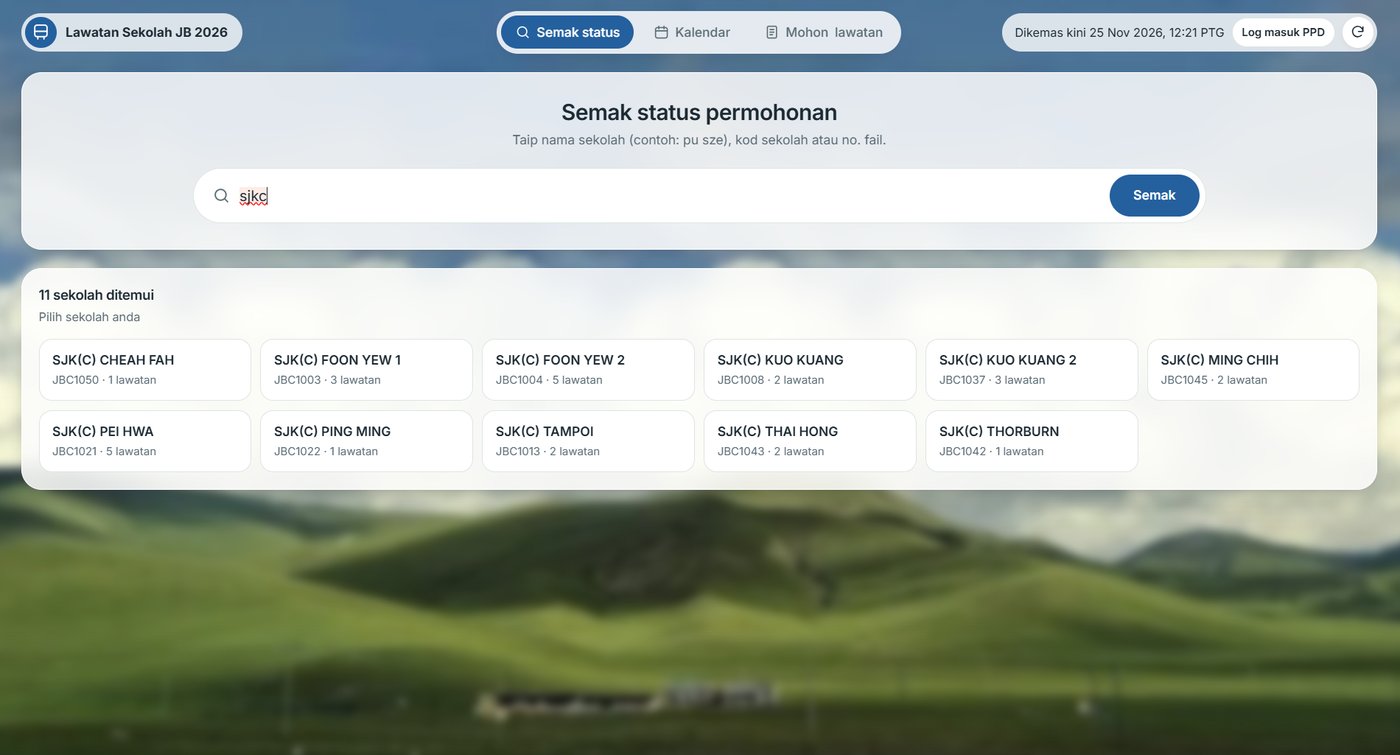 Lawatan Sekolah JB 2026
Semak status
Kalendar
Mohon lawatan
Dikemas kini 25 Nov 2026, 12:21 PTG
Log masuk PPD
Semak status permohonan
Taip nama sekolah (contoh: pu sze), kod sekolah atau no. fail.
sjkc
Semak
11 sekolah ditemui
Pilih sekolah anda
SJK(C) CHEAH FAH
JBC1050 · 1 lawatan
SJK(C) FOON YEW 1
JBC1003 · 3 lawatan
SJK(C) FOON YEW 2
JBC1004 · 5 lawatan
SJK(C) KUO KUANG
JBC1008 · 2 lawatan
SJK(C) KUO KUANG 2
JBC1037 · 3 lawatan
SJK(C) MING CHIH
JBC1045 · 2 lawatan
SJK(C) PEI HWA
JBC1021 · 5 lawatan
SJK(C) PING MING
JBC1022 · 1 lawatan
SJK(C) TAMPOI
JBC1013 · 2 lawatan
SJK(C) THAI HONG
JBC1043 · 2 lawatan
SJK(C) THORBURN
JBC1042 · 1 lawatan